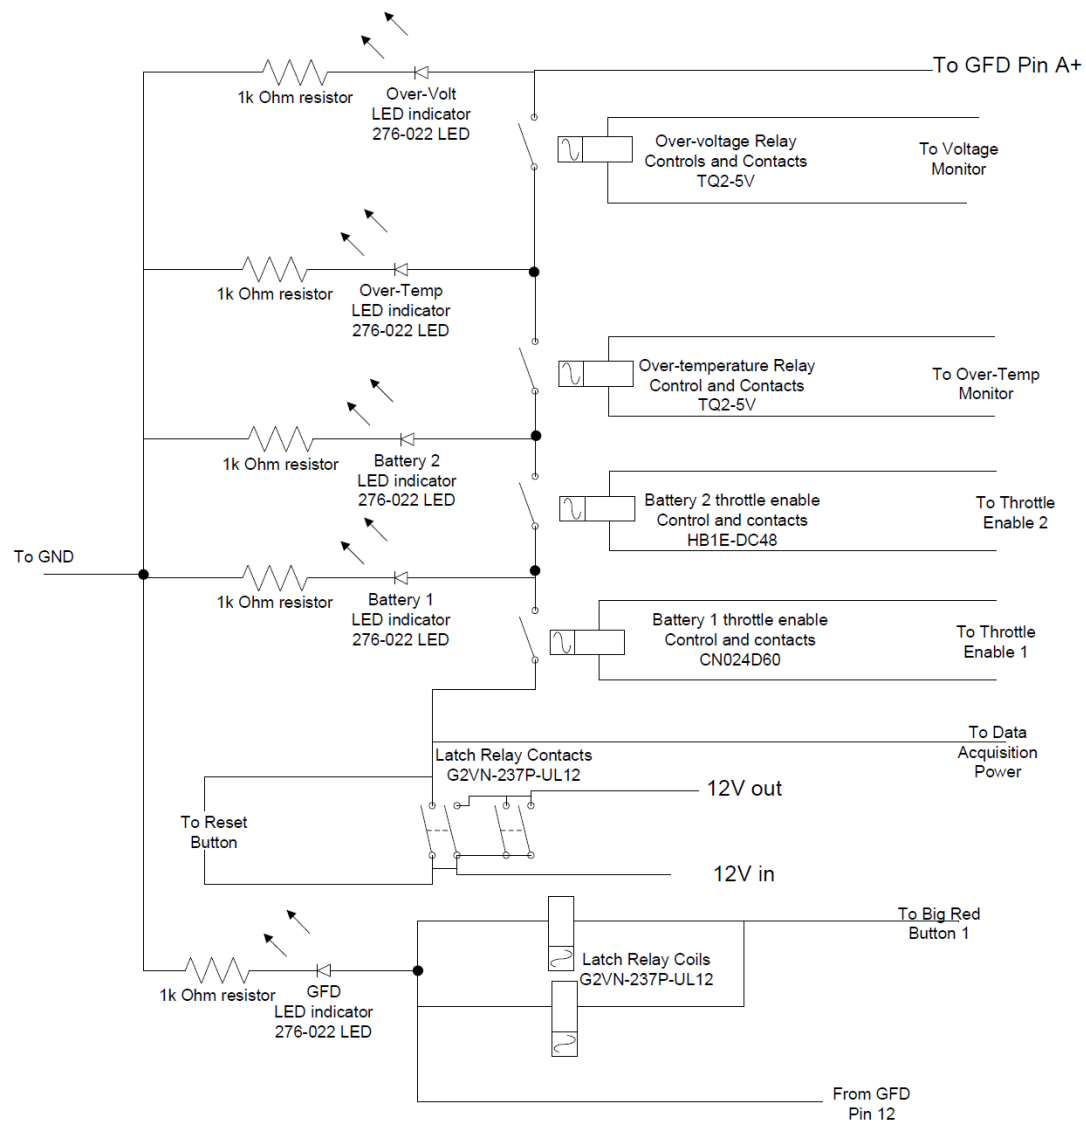 To GFD Pin A+
1k Ohm resistor
Over-Volt
LED indicator
276-022 LED
Over-voltage Relay
Controls and Contacts
TQ2-5V
To Voltage
Monitor
1k Ohm resistor
Over-Temp
LED indicator
276-022 LED
Over-temperature Relay
Control and Contacts
TQ2-5V
To Over-Temp
Monitor
1k Ohm resistor
Battery 2
LED indicator
276-022 LED
Battery 2 throttle enable
Control and contacts
HB1E-DC48
To Throttle
Enable 2
To GND
1k Ohm resistor
Battery 1
LED indicator
276-022 LED
Battery 1 throttle enable
Control and contacts
CN024D60
To Throttle
Enable 1
To Data
Acquisition
Power
Latch Relay Contacts
G2VN-237P-UL12
12V out
To Reset
Button
12V in
To Big Red
Button 1
Latch Relay Coils
G2VN-237P-UL12
1k Ohm resistor
GFD
LED indicator
276-022 LED
From GFD
Pin 12